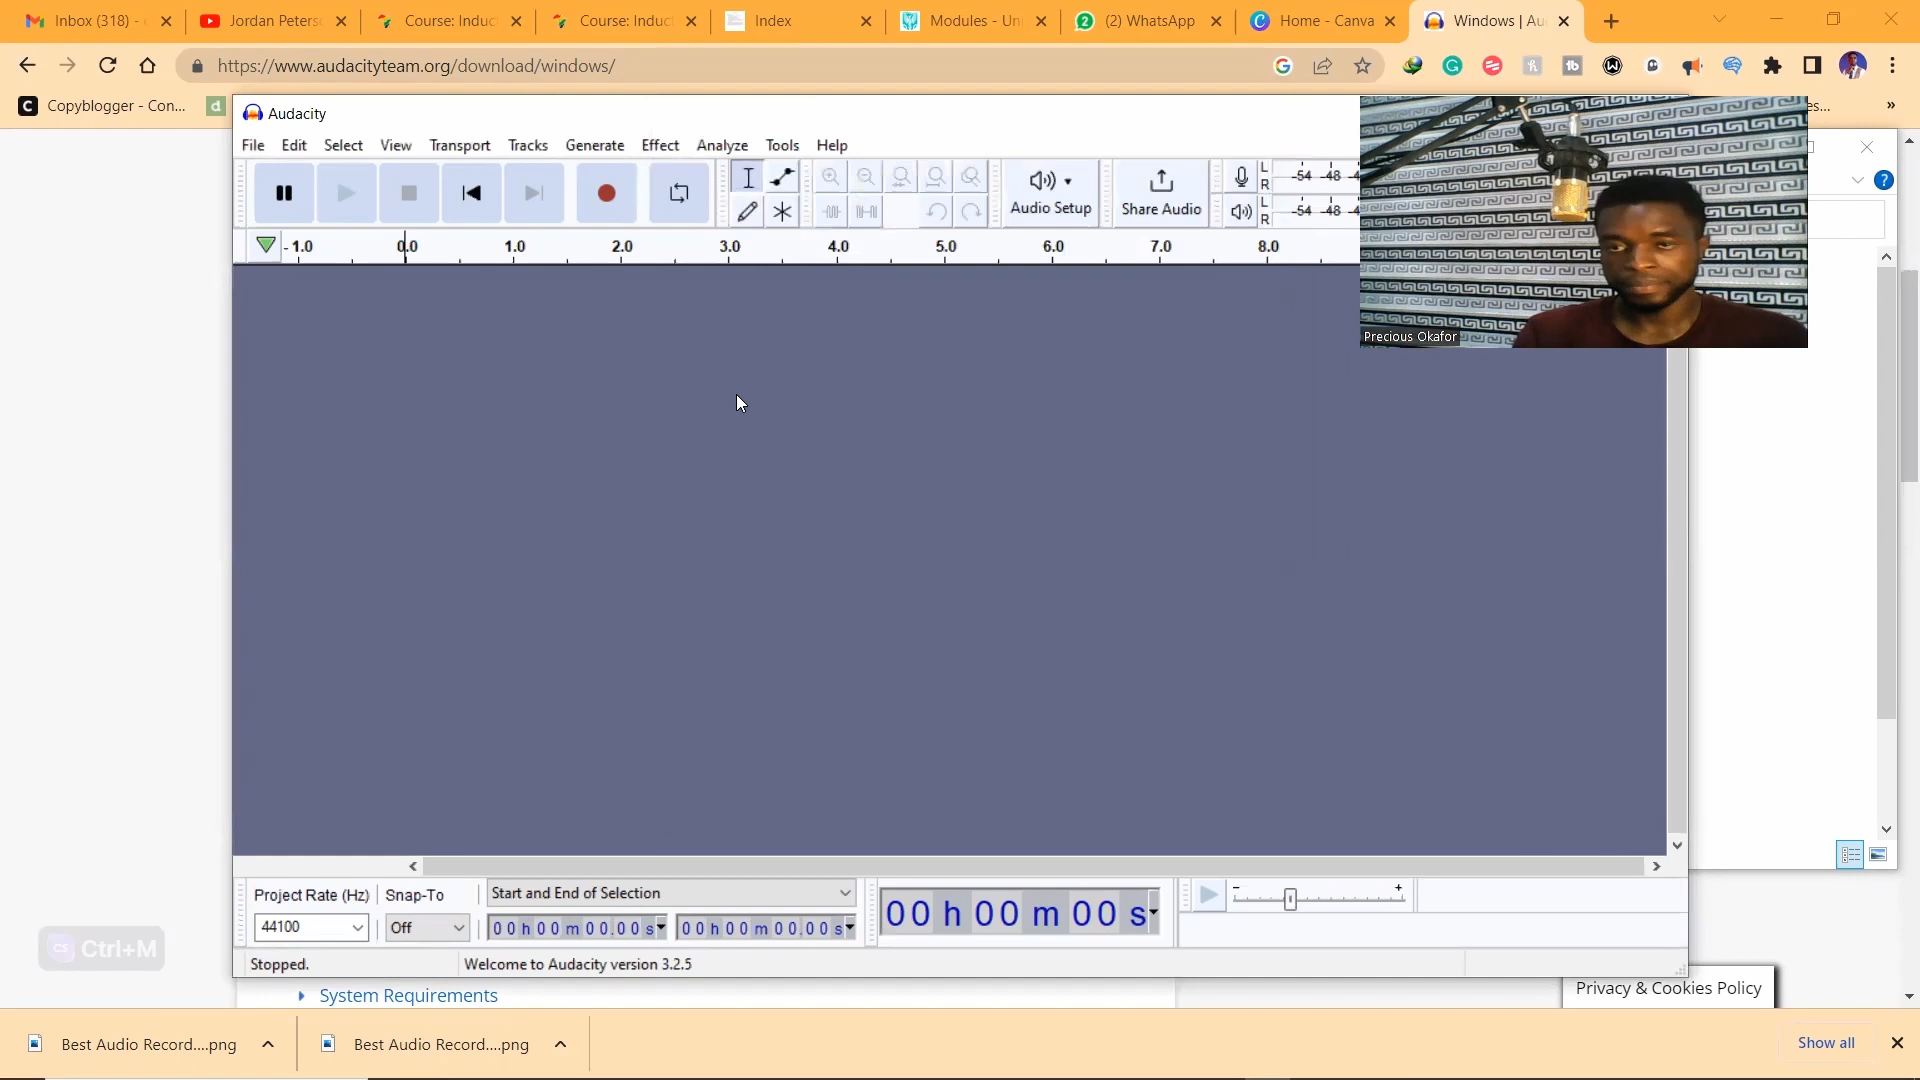 Inbox (318) -
Jordan Peters
Course: Induct
Course: Induct
Index
Modules - Un
(2) WhatsApp
Home - Canva
Windows | Au
https://www.audacityteam.org/download/windows/
Copyblogger - Con...
es...
»
Audacity
File Edit Select View Transport Tracks Generate Effect Analyze Tools Help
Audio Setup
Share Audio
L
R
-54 -48 -4
L
R
-54 -48 -4
-1.0 0.0 1.0 2.0 3.0 4.0 5.0 6.0 7.0 8.0
Precious Okafor
Project Rate (Hz)
Snap-To
Start and End of Selection
44100
Off
00 h 00 m 00.00 s
00 h 00 m 00.00 s
00 h 00 m 00 s
Ctrl+M
Stopped.
Welcome to Audacity version 3.2.5
System Requirements
Privacy & Cookies Policy
Best Audio Record....png
Best Audio Record....png
Show all